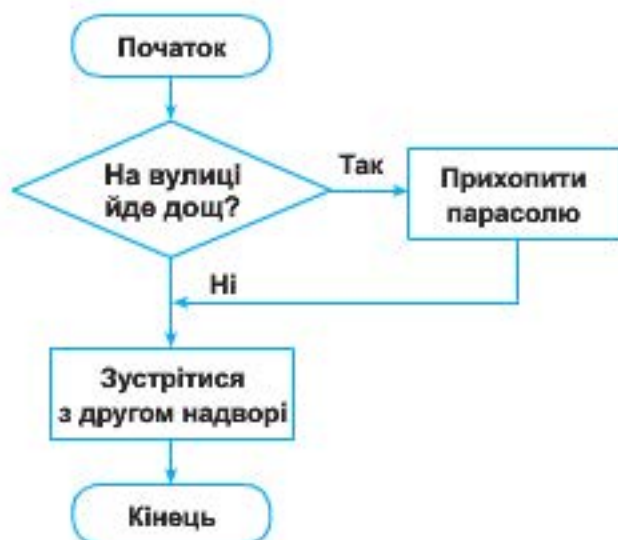 Початок
На вулиці
йде дощ?
Так
Прихопити
парасолю
Ні
Зустрітися
з другом надворі
Кінець